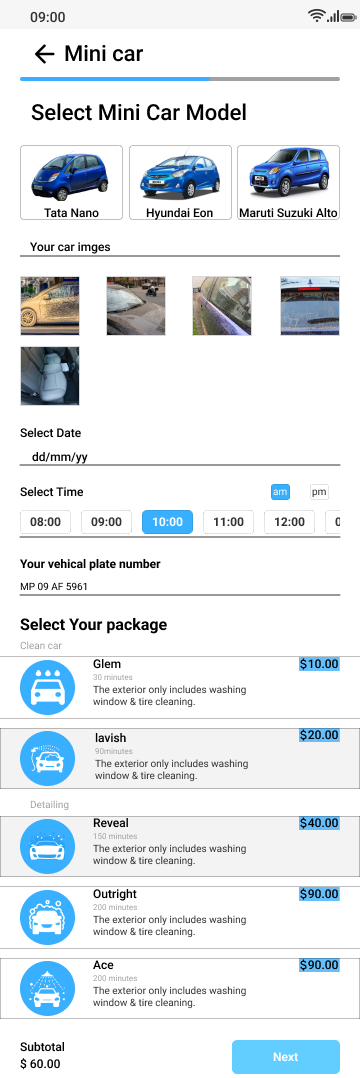 09:00
Mini car
Select Mini Car Model
Tata Nano
Hyundai Eon
Maruti Suzuki Alto
Your car imges
Select Date
dd/mm/yy
Select Time
am
pm
08:00
09:00
10:00
11:00
12:00
0
Your vehical plate number
MP 09 AF 5961
Select Your package
Clean car
Glem
$10.00
30 minutes
The exterior only includes washing
window & tire cleaning.
lavish
$20.00
90minutes
The exterior only includes washing
window & tire cleaning.
Detailing
Reveal
$40.00
150 minutes
The exterior only includes washing
window & tire cleaning.
Outright
$90.00
200 minutes
The exterior only includes washing
window & tire cleaning.
Ace
$90.00
200 minutes
The exterior only includes washing
window & tire cleaning.
Subtotal
$ 60.00
Next